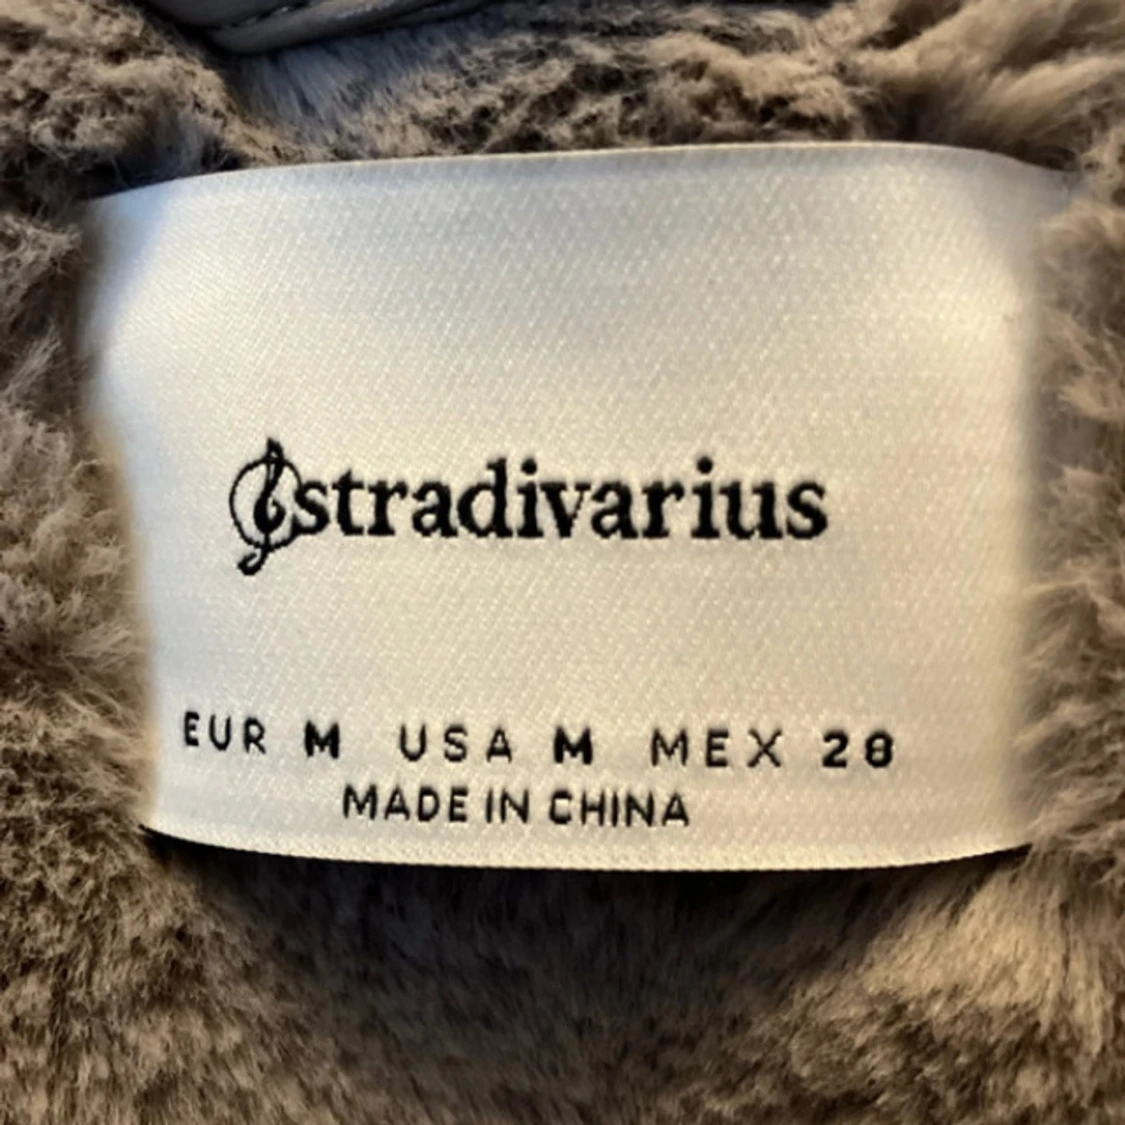 stradivarius
EUR M USA M MEX 28
MADE IN CHINA